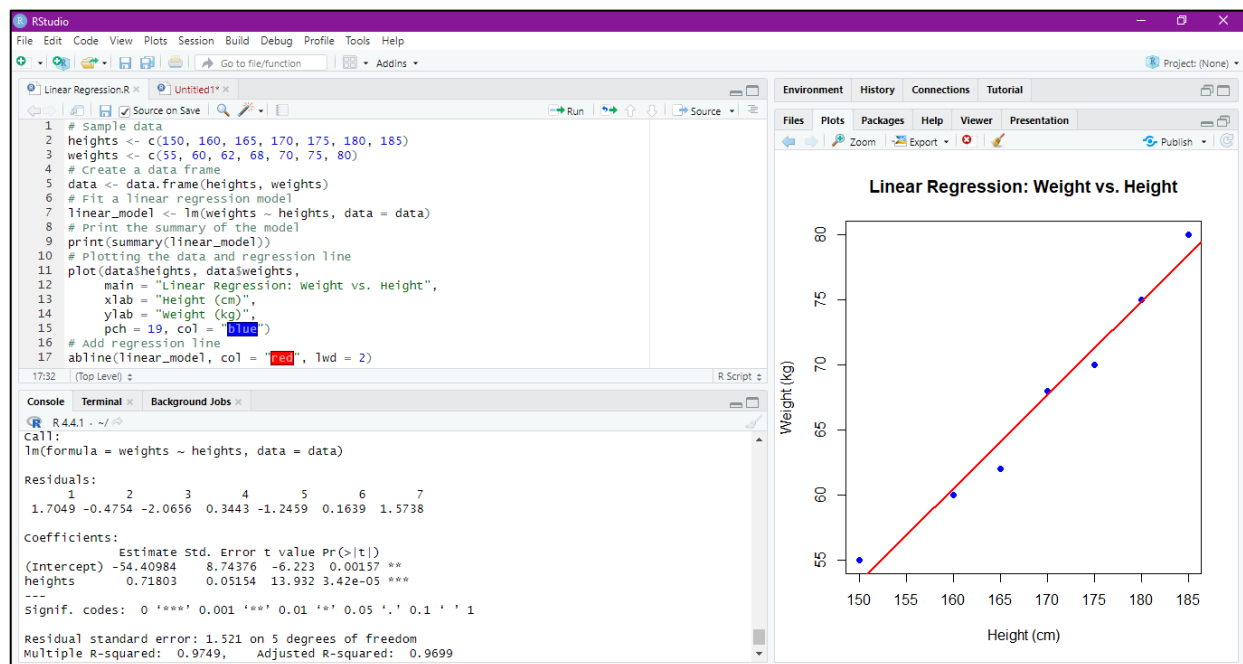 RStudio
File Edit Code View Plots Session Build Debug Profile Tools Help
Go to file/function Addins Project: (None)
Linear Regression.R Untitled1*
Source on Save Run Source
1 # Sample data
2 heights <- c(150, 160, 165, 170, 175, 180, 185)
3 weights <- c(55, 60, 62, 68, 70, 75, 80)
4 # Create a data frame
5 data <- data.frame(heights, weights)
6 # Fit a linear regression model
7 linear_model <- lm(weights ~ heights, data = data)
8 # Print the summary of the model
9 print(summary(linear_model))
10 # Plotting the data and regression line
11 plot(data$heights, data$weights,
12 main = "Linear Regression: Weight vs. Height",
13 xlab = "Height (cm)",
14 ylab = "Weight (kg)",
15 pch = 19, col = "blue")
16 # Add regression line
17 abline(linear_model, col = "red", lwd = 2)
17:32 (Top Level) R Script
Console Terminal Background Jobs
R 4.4.1 · ~/
Call:
lm(formula = weights ~ heights, data = data)
Residuals:
1 2 3 4 5 6 7
1.7049 -0.4754 -2.0656 0.3443 -1.2459 0.1639 1.5738
Coefficients:
Estimate Std. Error t value Pr(>|t|)
(Intercept) -54.40984 8.74376 -6.223 0.00157 **
heights 0.71803 0.05154 13.932 3.42e-05 ***
---
Signif. codes: 0 ‘***’ 0.001 ‘**’ 0.01 ‘*’ 0.05 ‘.’ 0.1 ‘ ’ 1
Residual standard error: 1.521 on 5 degrees of freedom
Multiple R-squared: 0.9749, Adjusted R-squared: 0.9699
Environment History Connections Tutorial
Files Plots Packages Help Viewer Presentation
Zoom Export Publish
Linear Regression: Weight vs. Height
80
75
70
65
60
55
Weight (kg)
150 155 160 165 170 175 180 185
Height (cm)